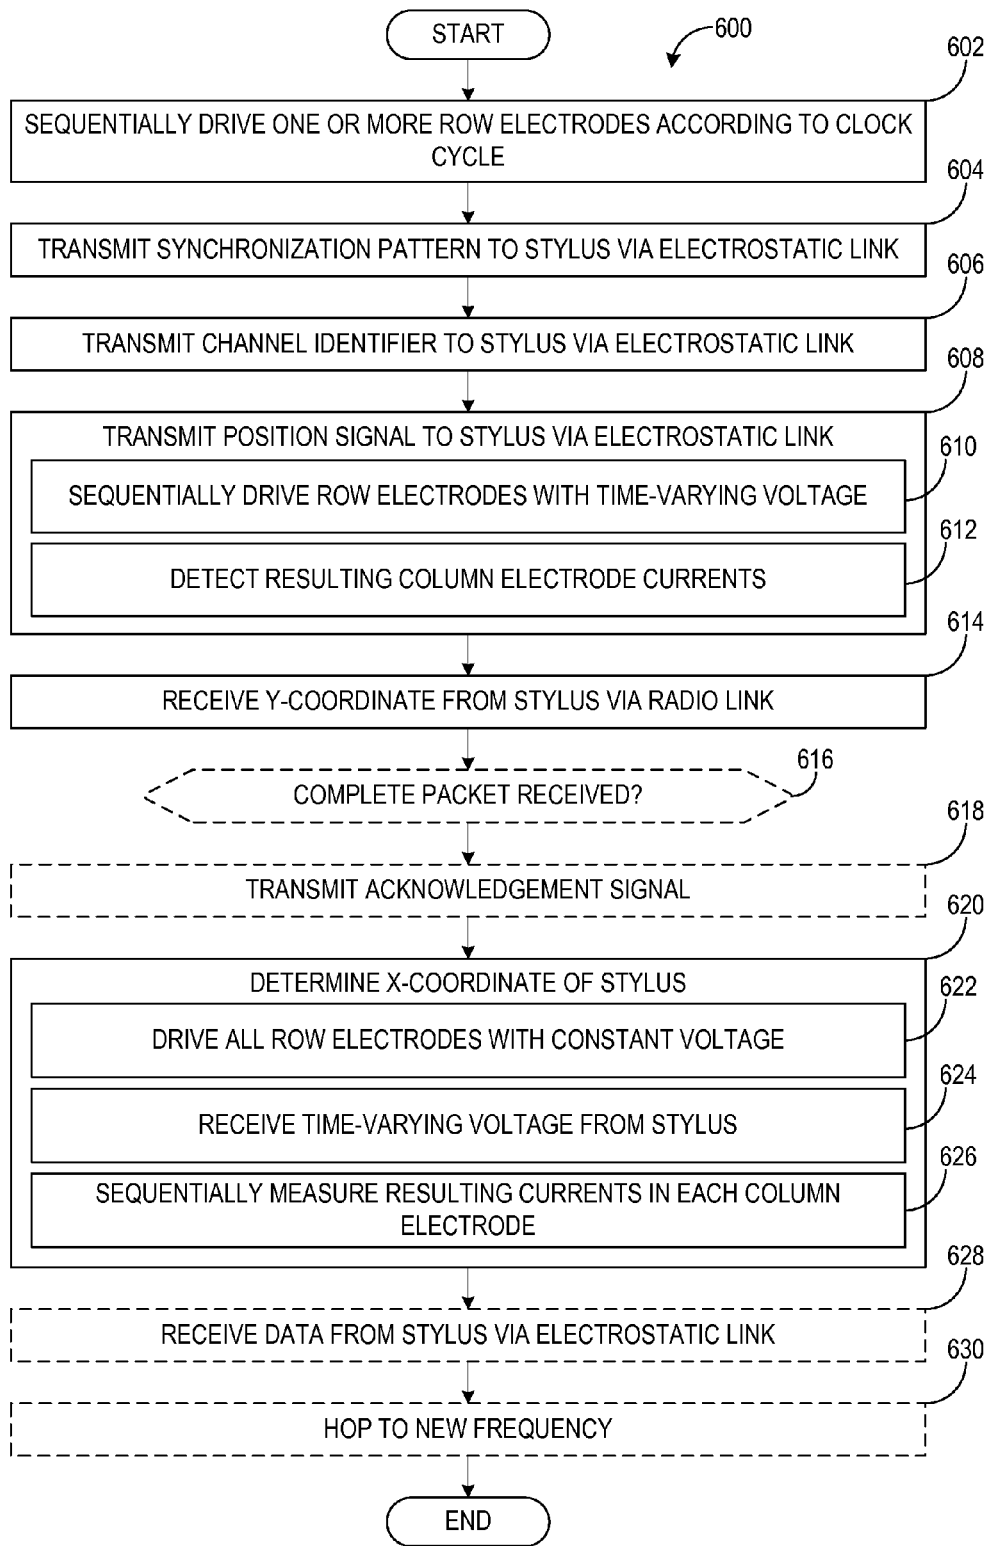 START
600
602
SEQUENTIALLY DRIVE ONE OR MORE ROW ELECTRODES ACCORDING TO CLOCK
CYCLE
604
TRANSMIT SYNCHRONIZATION PATTERN TO STYLUS VIA ELECTROSTATIC LINK
606
TRANSMIT CHANNEL IDENTIFIER TO STYLUS VIA ELECTROSTATIC LINK
608
TRANSMIT POSITION SIGNAL TO STYLUS VIA ELECTROSTATIC LINK
610
SEQUENTIALLY DRIVE ROW ELECTRODES WITH TIME-VARYING VOLTAGE
612
DETECT RESULTING COLUMN ELECTRODE CURRENTS
614
RECEIVE Y-COORDINATE FROM STYLUS VIA RADIO LINK
616
COMPLETE PACKET RECEIVED?
618
TRANSMIT ACKNOWLEDGEMENT SIGNAL
620
DETERMINE X-COORDINATE OF STYLUS
622
DRIVE ALL ROW ELECTRODES WITH CONSTANT VOLTAGE
624
RECEIVE TIME-VARYING VOLTAGE FROM STYLUS
626
SEQUENTIALLY MEASURE RESULTING CURRENTS IN EACH COLUMN
ELECTRODE
628
RECEIVE DATA FROM STYLUS VIA ELECTROSTATIC LINK
630
HOP TO NEW FREQUENCY
END